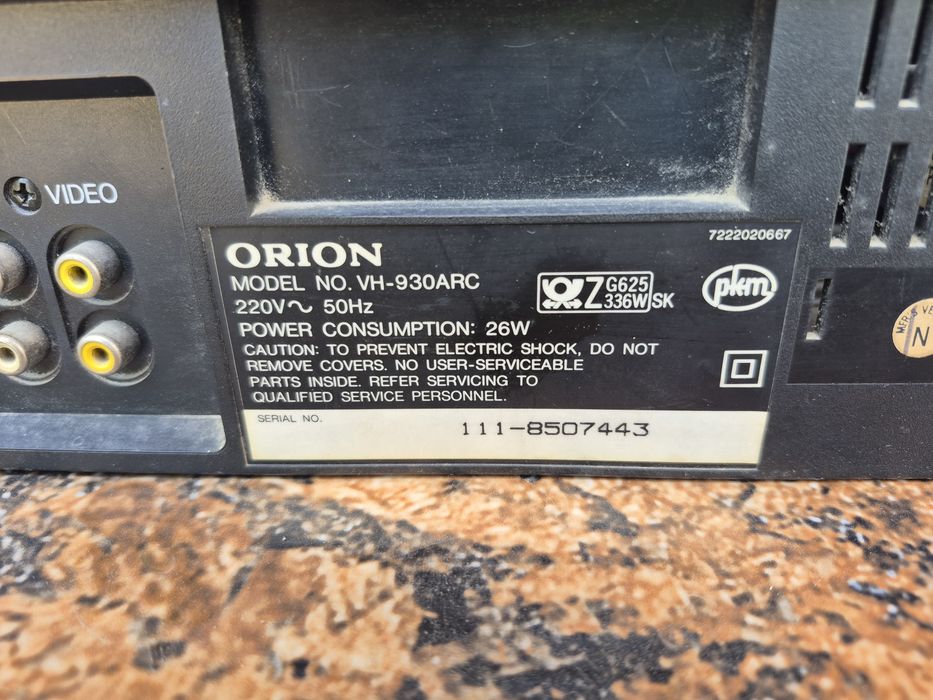 VIDEO
7222020667
ORION
MODEL NO. VH-930ARC
220V~ 50Hz
POWER CONSUMPTION: 26W
CAUTION: TO PREVENT ELECTRIC SHOCK, DO NOT
REMOVE COVERS. NO USER-SERVICEABLE
PARTS INSIDE. REFER SERVICING TO
QUALIFIED SERVICE PERSONNEL.
Z G625
336W SK
pkm
SERIAL NO.
111-8507443
N